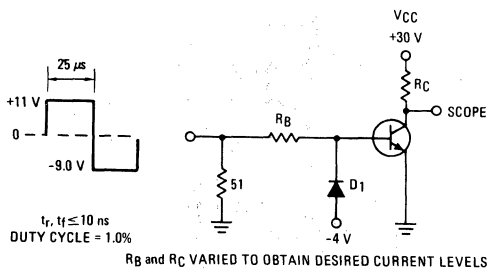 25 μs
+11 V
0
-9.0 V
tr, tf ≤ 10 ns
DUTY CYCLE = 1.0%
VCC
+30 V
RC
SCOPE
RB
51
D1
-4 V
RB and RC VARIED TO OBTAIN DESIRED CURRENT LEVELS